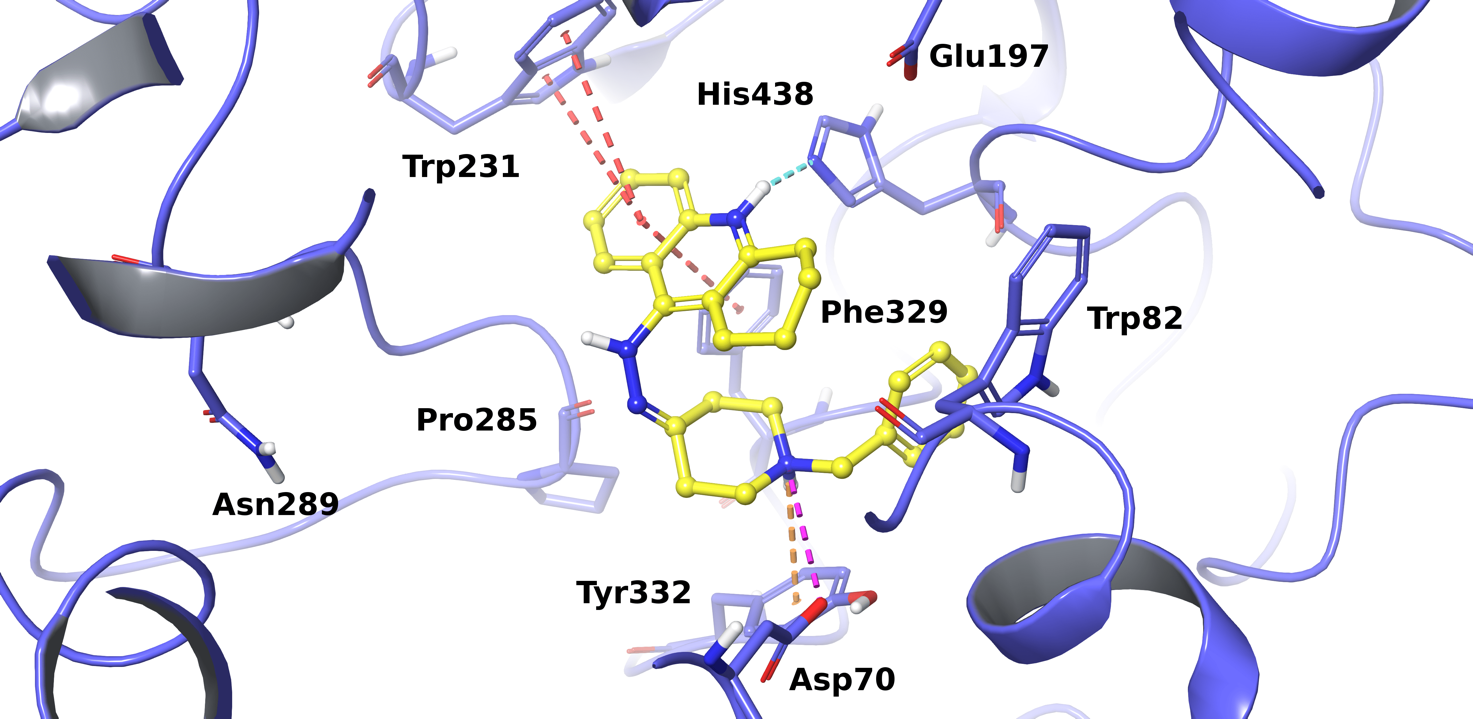 Glu197
His438
Trp231
Phe329
Trp82
Pro285
Asn289
Tyr332
Asp70